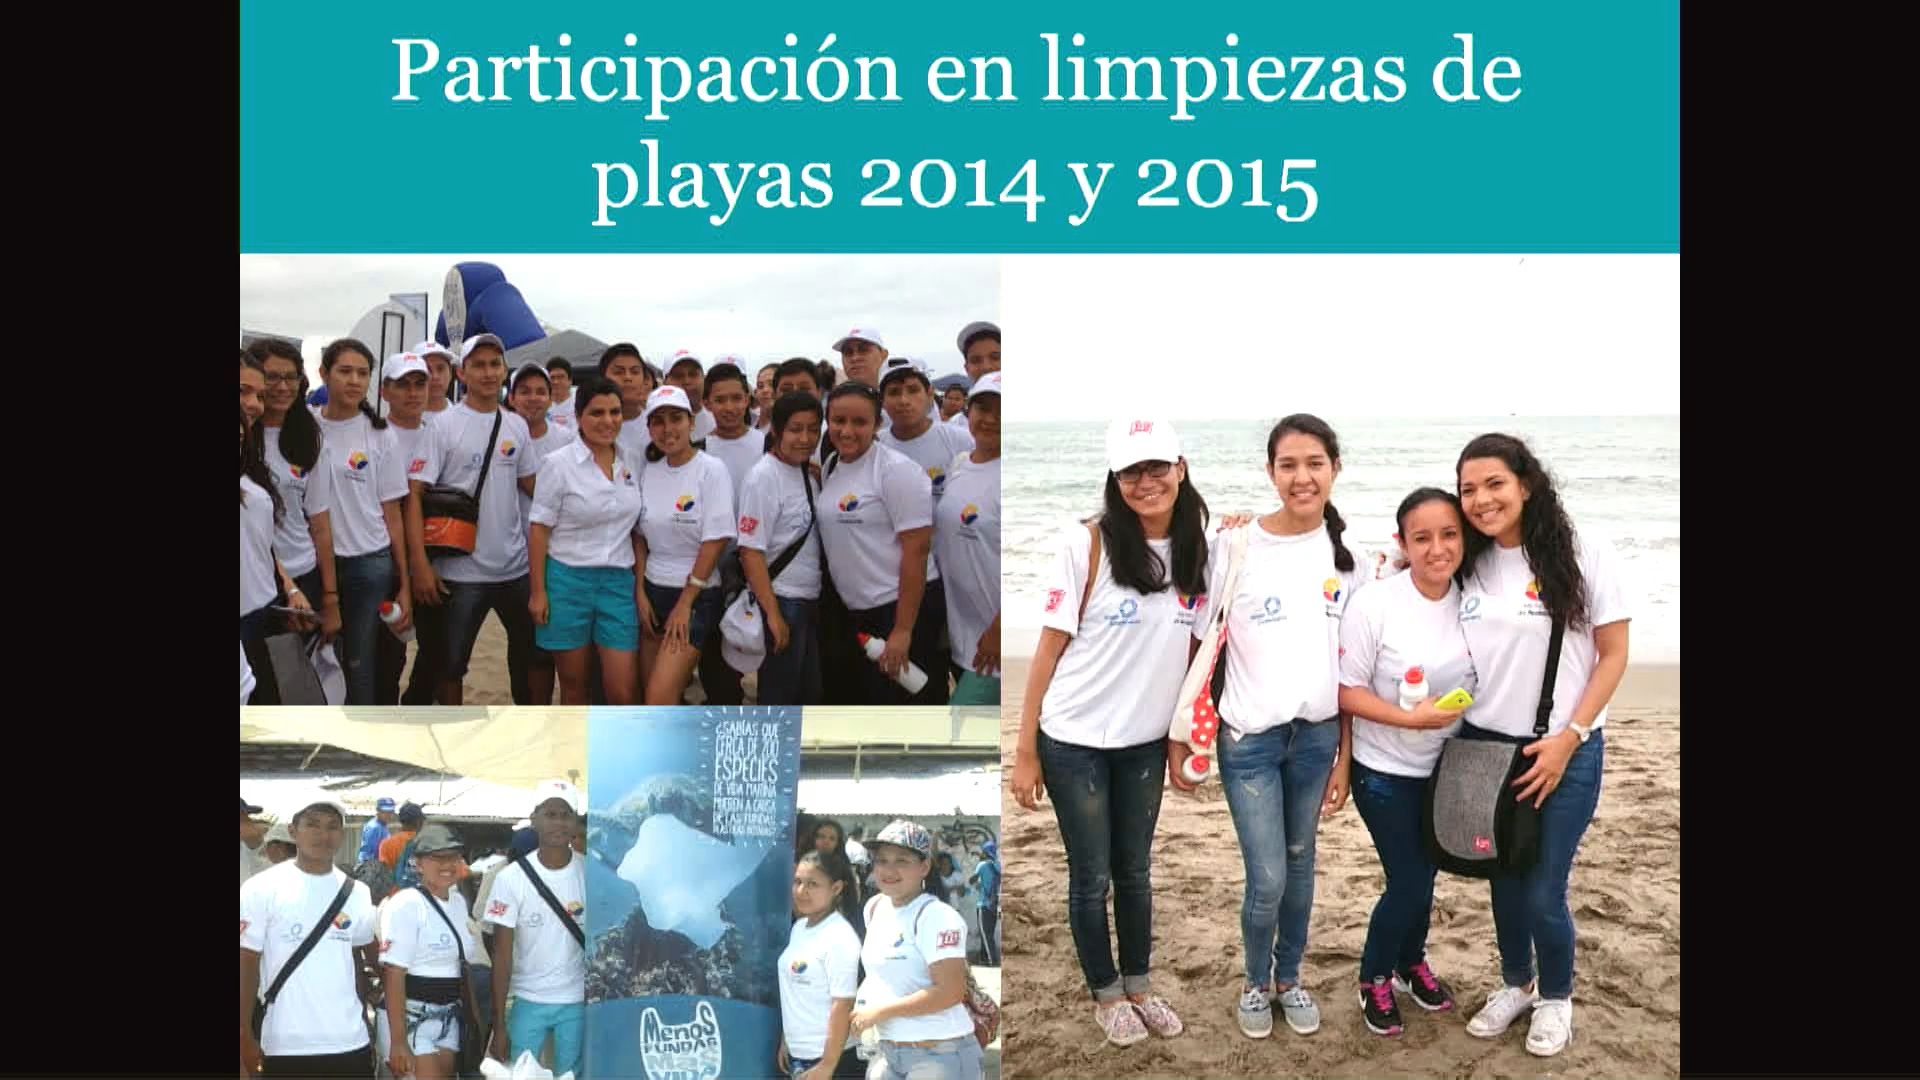 Participación en limpiezas de
playas 2014 y 2015
¿SABÍAS QUE
CERCA DE 200
ESPECIES
DE VIDA MARINA
MUEREN A CAUSA
DE LAS FUNDAS
MenoS
FUNDAS